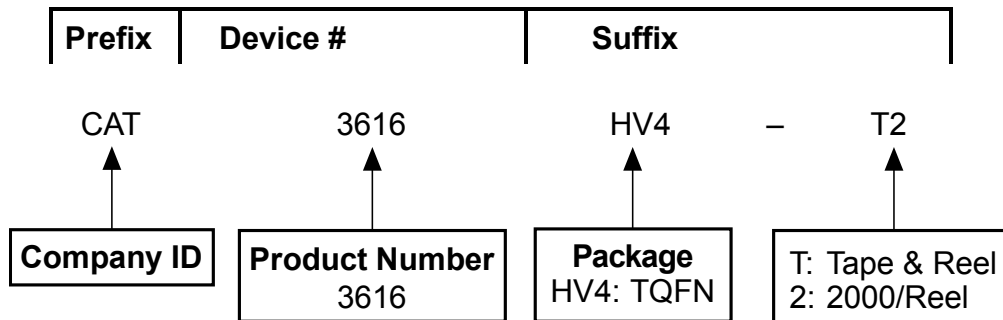 Prefix Device # Suffix
CAT 3616 HV4 – T2
Company ID
Product Number
3616
Package
HV4: TQFN
T: Tape & Reel
2: 2000/Reel